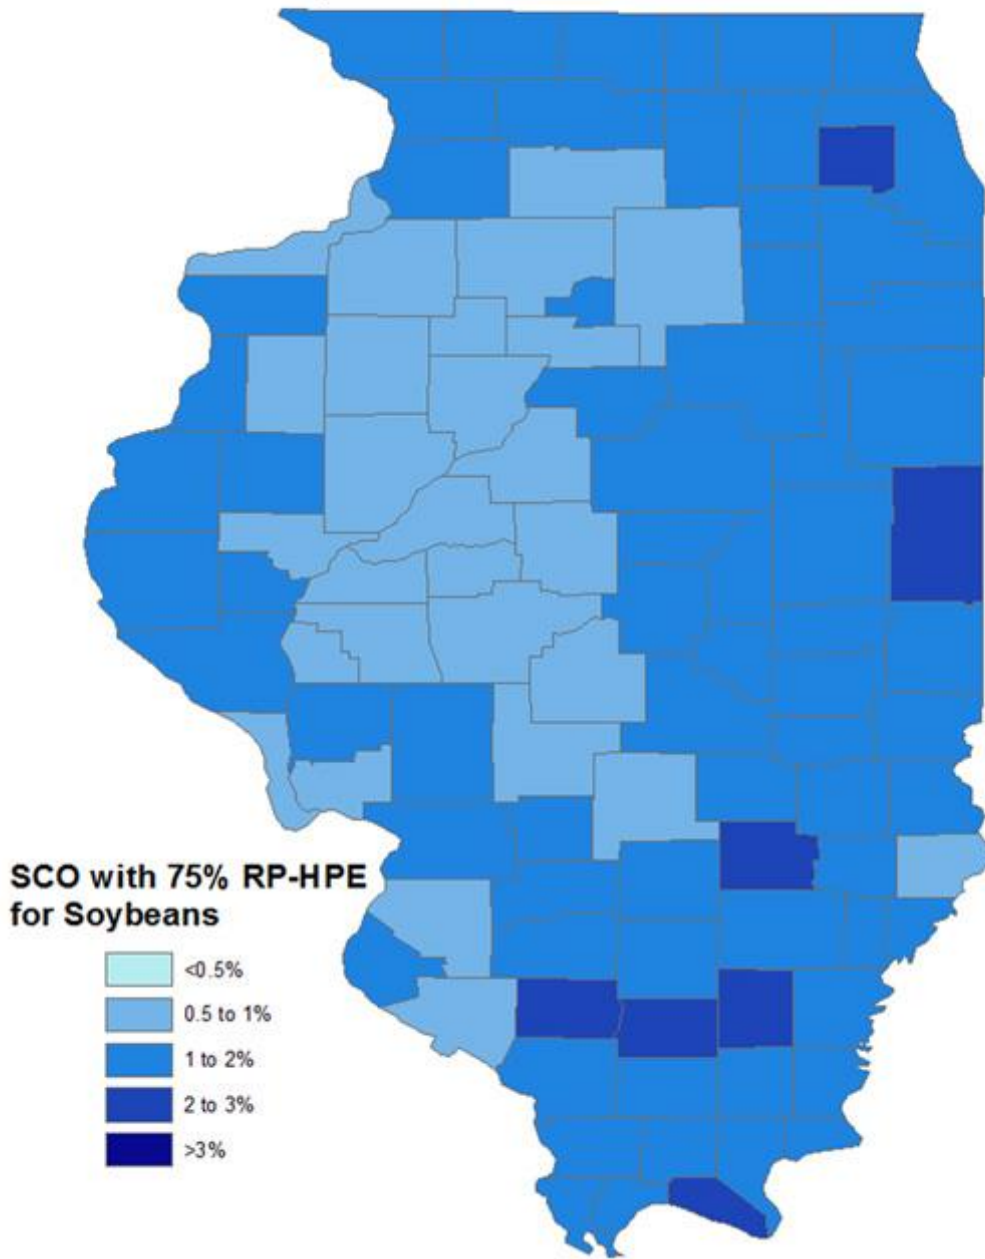 SCO with 75% RP-HPE
for Soybeans
<0.5%
0.5 to 1%
1 to 2%
2 to 3%
>3%